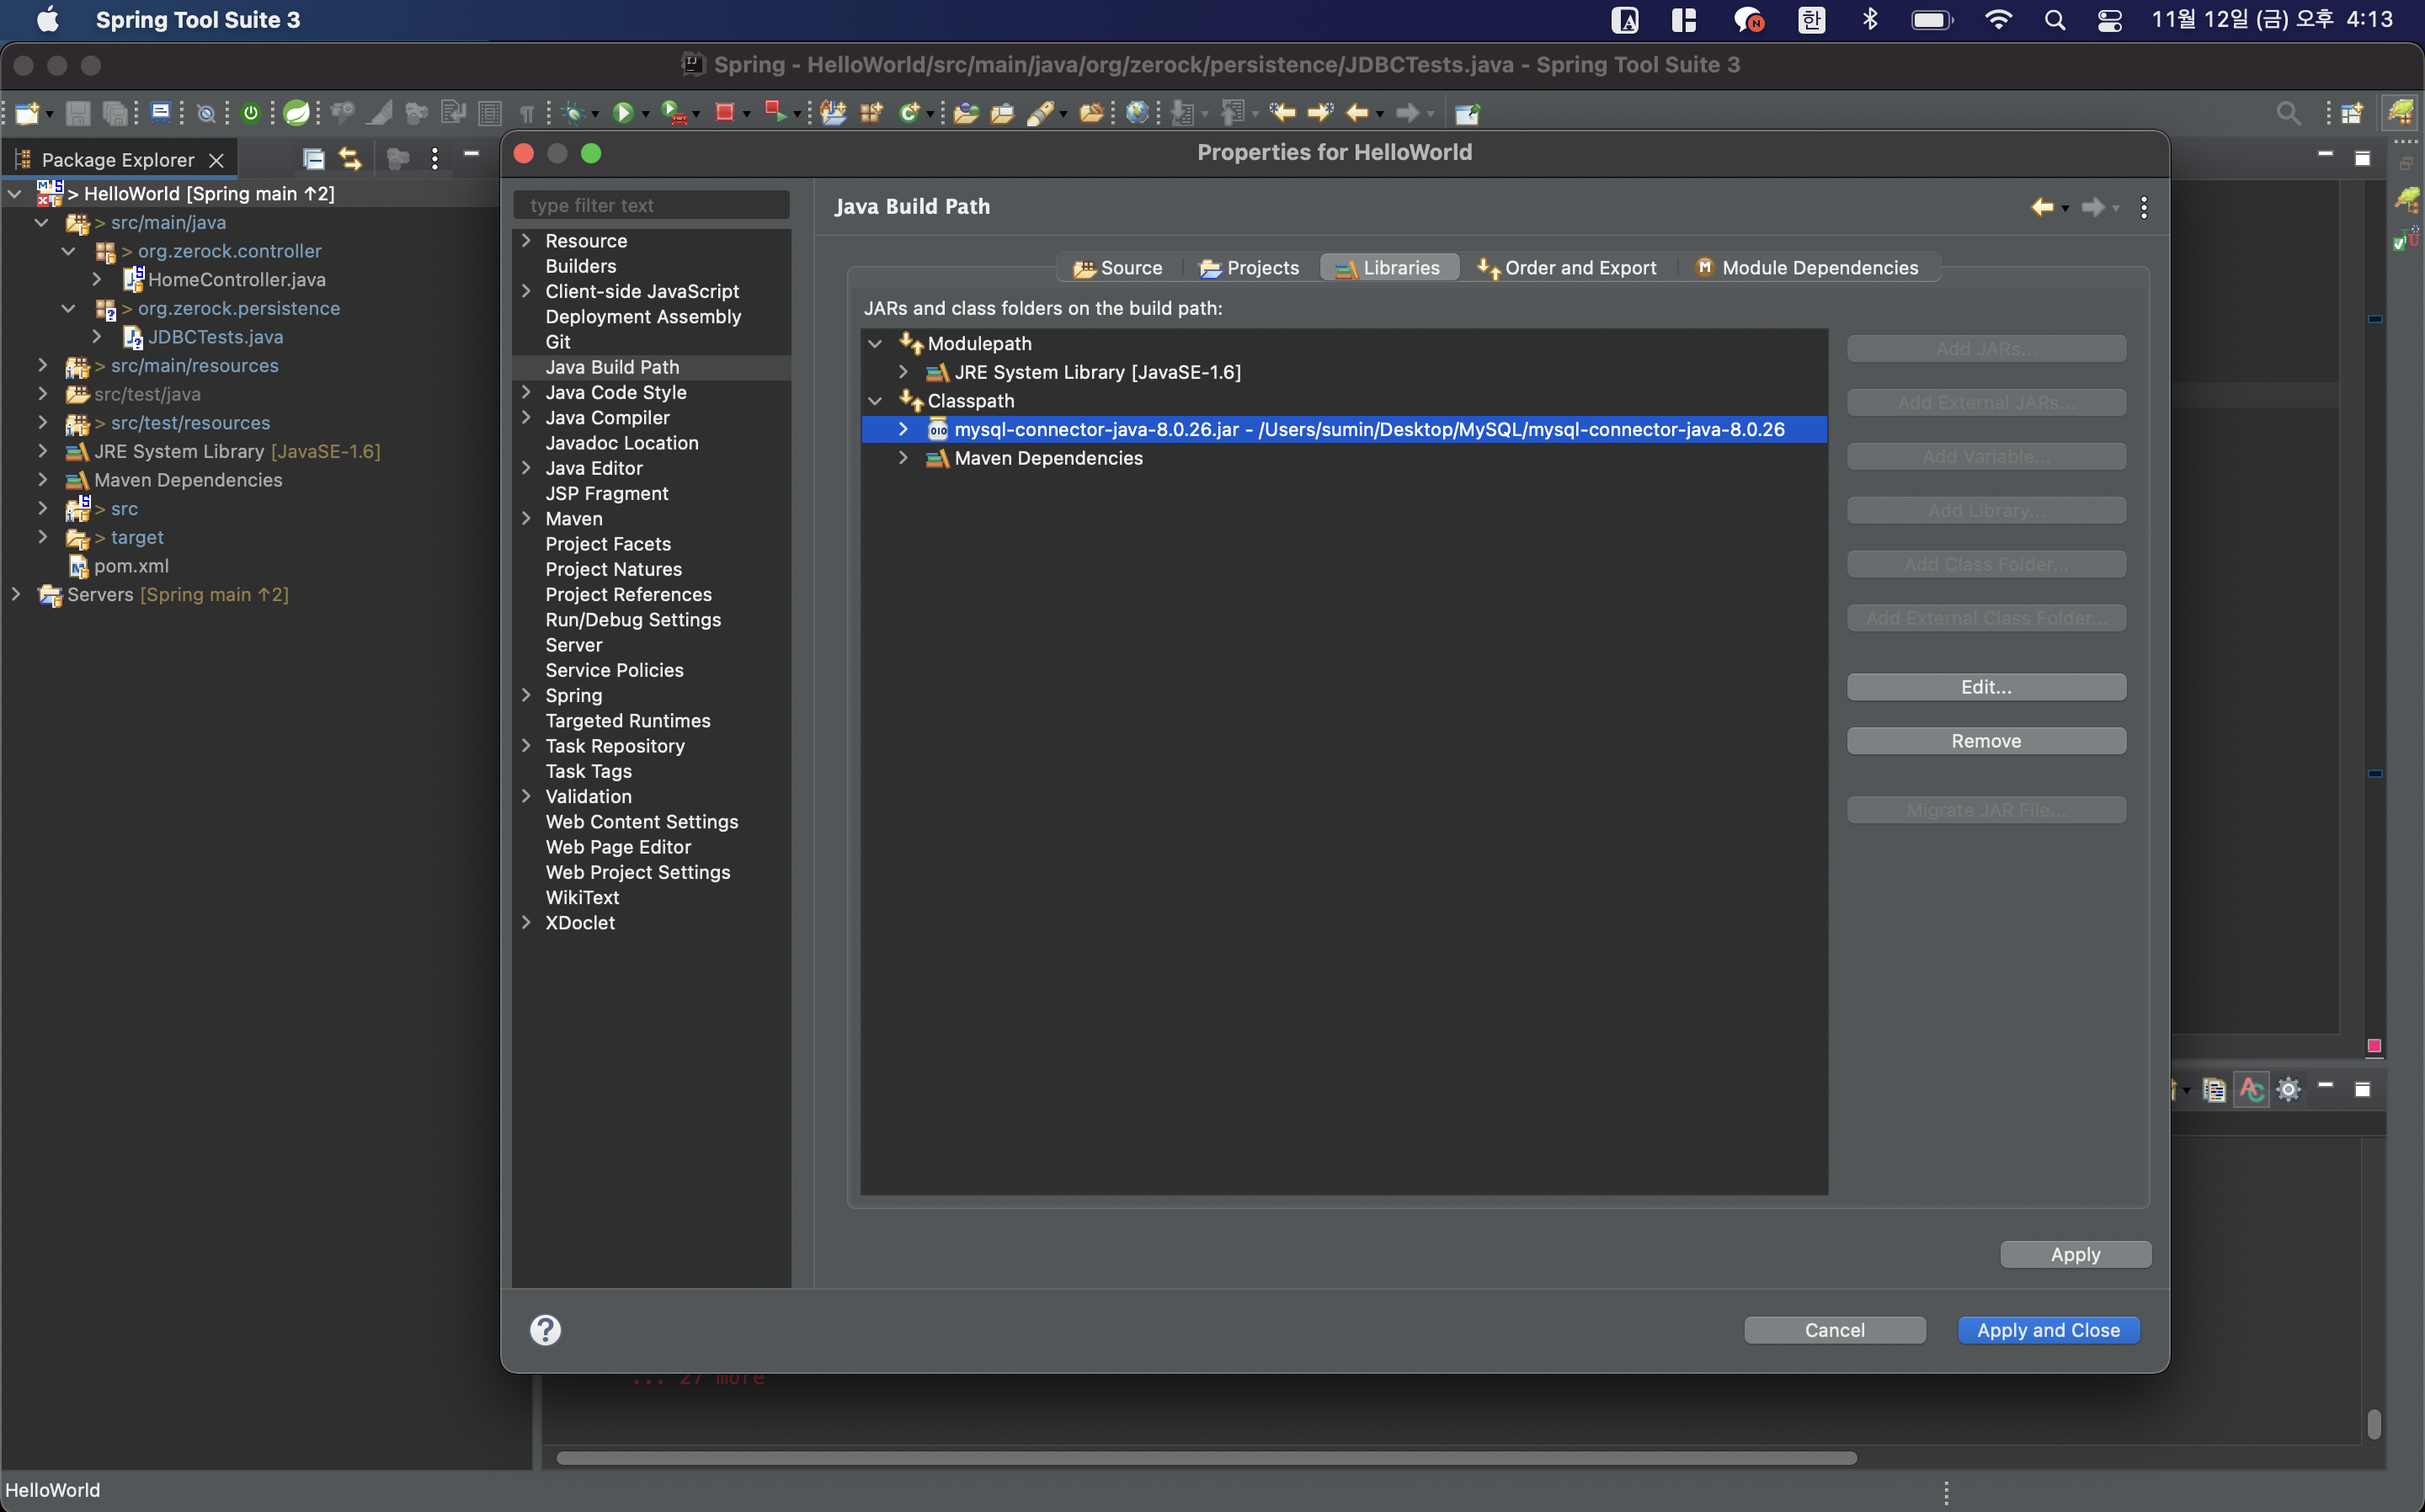 Spring Tool Suite 3
11월 12일 (금) 오후 4:13
Spring - HelloWorld/src/main/java/org/zerock/persistence/JDBCTests.java - Spring Tool Suite 3
Package Explorer
> HelloWorld [Spring main ↑2]
> src/main/java
> org.zerock.controller
HomeController.java
> org.zerock.persistence
JDBCTests.java
> src/main/resources
src/test/java
> src/test/resources
JRE System Library [JavaSE-1.6]
Maven Dependencies
> src
> target
pom.xml
Servers [Spring main ↑2]
Properties for HelloWorld
type filter text
Resource
Builders
Client-side JavaScript
Deployment Assembly
Git
Java Build Path
Java Code Style
Java Compiler
Javadoc Location
Java Editor
JSP Fragment
Maven
Project Facets
Project Natures
Project References
Run/Debug Settings
Server
Service Policies
Spring
Targeted Runtimes
Task Repository
Task Tags
Validation
Web Content Settings
Web Page Editor
Web Project Settings
WikiText
XDoclet
Java Build Path
Source
Projects
Libraries
Order and Export
Module Dependencies
JARs and class folders on the build path:
Modulepath
JRE System Library [JavaSE-1.6]
Classpath
mysql-connector-java-8.0.26.jar - /Users/sumin/Desktop/MySQL/mysql-connector-java-8.0.26
Maven Dependencies
Add JARs...
Add External JARs...
Add Variable...
Add Library...
Add Class Folder...
Add External Class Folder...
Edit...
Remove
Migrate JAR File...
Apply
Cancel
Apply and Close
... 27 more
HelloWorld